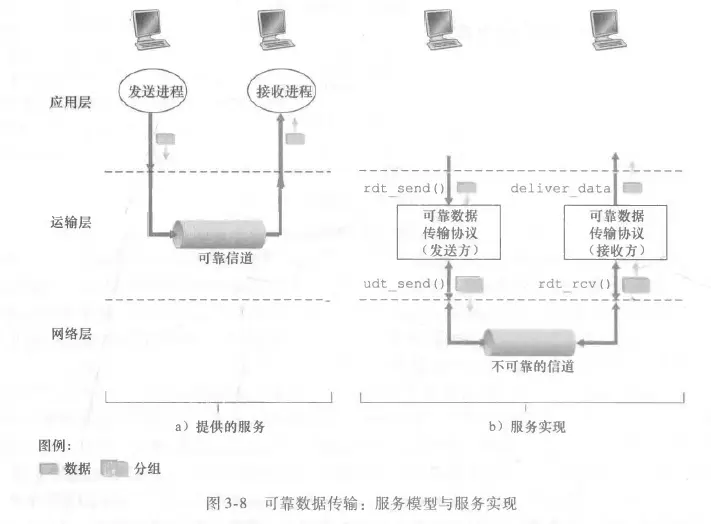 应用层
发送进程
接收进程
运输层
可靠信道
网络层
a）提供的服务
rdt_send()
deliver_data
可靠数据
传输协议
（发送方）
可靠数据
传输协议
（接收方）
udt_send()
rdt_rcv()
不可靠的信道
b）服务实现
图例：
数据
分组
图3-8 可靠数据传输：服务模型与服务实现